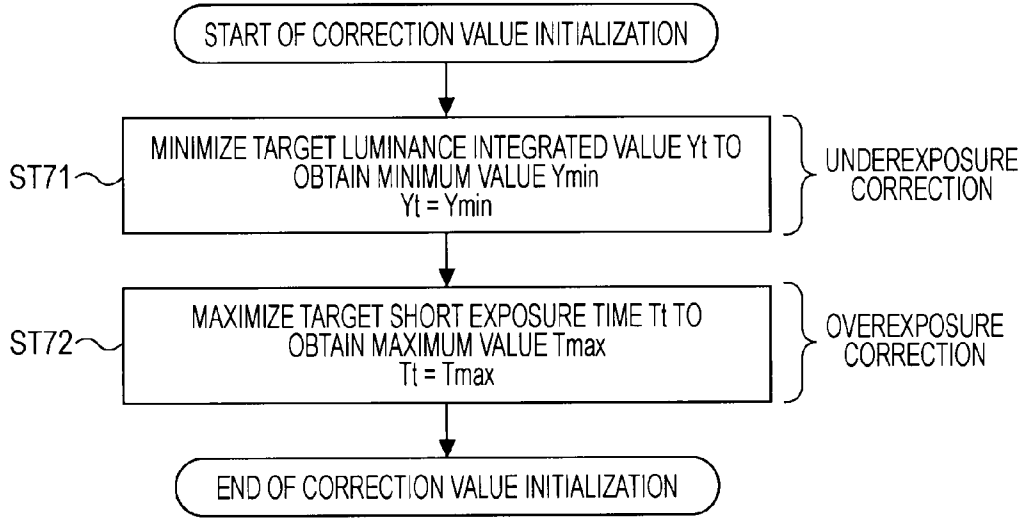 START OF CORRECTION VALUE INITIALIZATION
ST71
MINIMIZE TARGET LUMINANCE INTEGRATED VALUE Yt TO
OBTAIN MINIMUM VALUE Ymin
Yt = Ymin
UNDEREXPOSURE
CORRECTION
ST72
MAXIMIZE TARGET SHORT EXPOSURE TIME Tt TO
OBTAIN MAXIMUM VALUE Tmax
Tt = Tmax
OVEREXPOSURE
CORRECTION
END OF CORRECTION VALUE INITIALIZATION